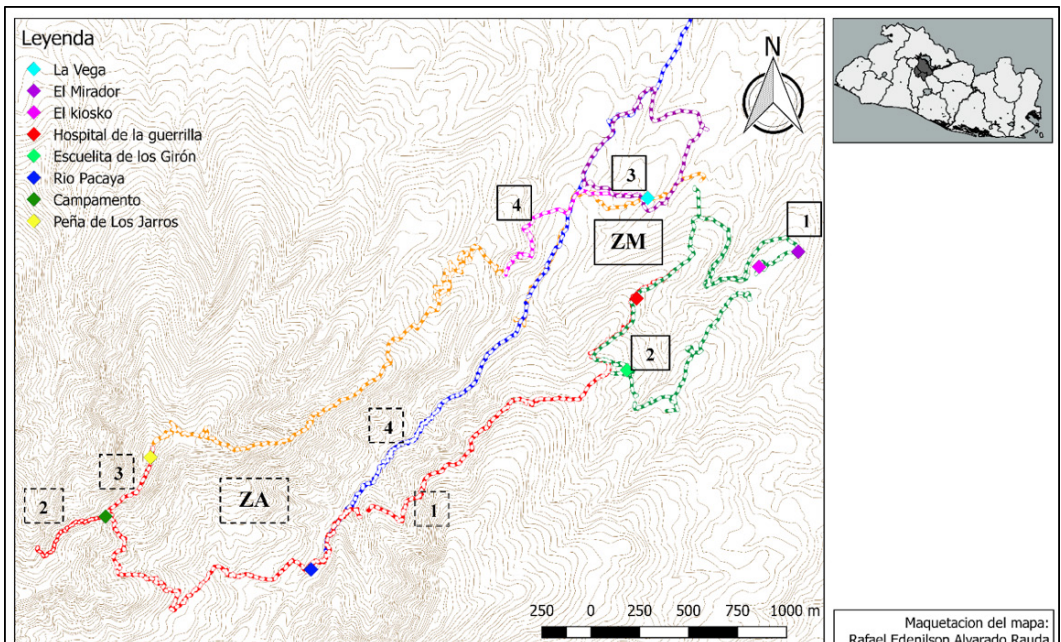 Leyenda
La Vega
El Mirador
El kiosko
Hospital de la guerrilla
Escuelita de los Girón
Rio Pacaya
Campamento
Peña de Los Jarros
N
3
4
1
ZM
2
4
3
2
ZA
1
250 0 250 500 750 1000 m
Maquetacion del mapa:
Rafael Edenilson Alvarado Rauda